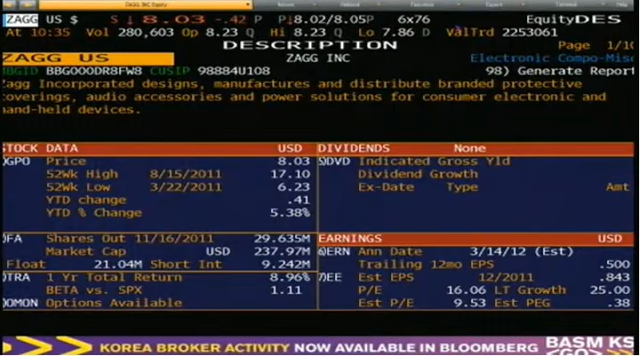 ZAGG US $ S↓8.03 -.42 P P↓8.02/8.05P 6x76 EquityDES
At 10:35 Vol 280,603 Op 8.23 Q Hi 8.23 Q Lo 7.86 D ValTrd 2253061
DESCRIPTION Page 1/10
ZAGG US ZAGG INC Electronic Compo-Misc
BBGID BBG000DR8FW8 CUSIP 98884U108 98) Generate Report
Zagg Incorporated designs, manufactures and distribute branded protective
coverings, audio accessories and power solutions for consumer electronic and
hand-held devices.
STOCK DATA USD DIVIDENDS None
GPO Price 8.03 DVD Indicated Gross Yld
52Wk High 8/15/2011 17.10 Dividend Growth
52Wk Low 3/22/2011 6.23 Ex-Date Type Amt
YTD change .41
YTD % Change 5.38%
FA Shares Out 11/16/2011 29.635M EARNINGS USD
Market Cap USD 237.97M ERN Ann Date 3/14/12 (Est)
Float 21.04M Short Int 9.242M Trailing 12mo EPS .500
TRA 1 Yr Total Return 8.96% EE Est EPS 12/2011 .843
BETA vs. SPX 1.11 P/E 16.06 LT Growth 25.00
OMON Options Available Est P/E 9.53 Est PEG .38
KOREA BROKER ACTIVITY NOW AVAILABLE IN BLOOMBERG BASM KS
<GO>